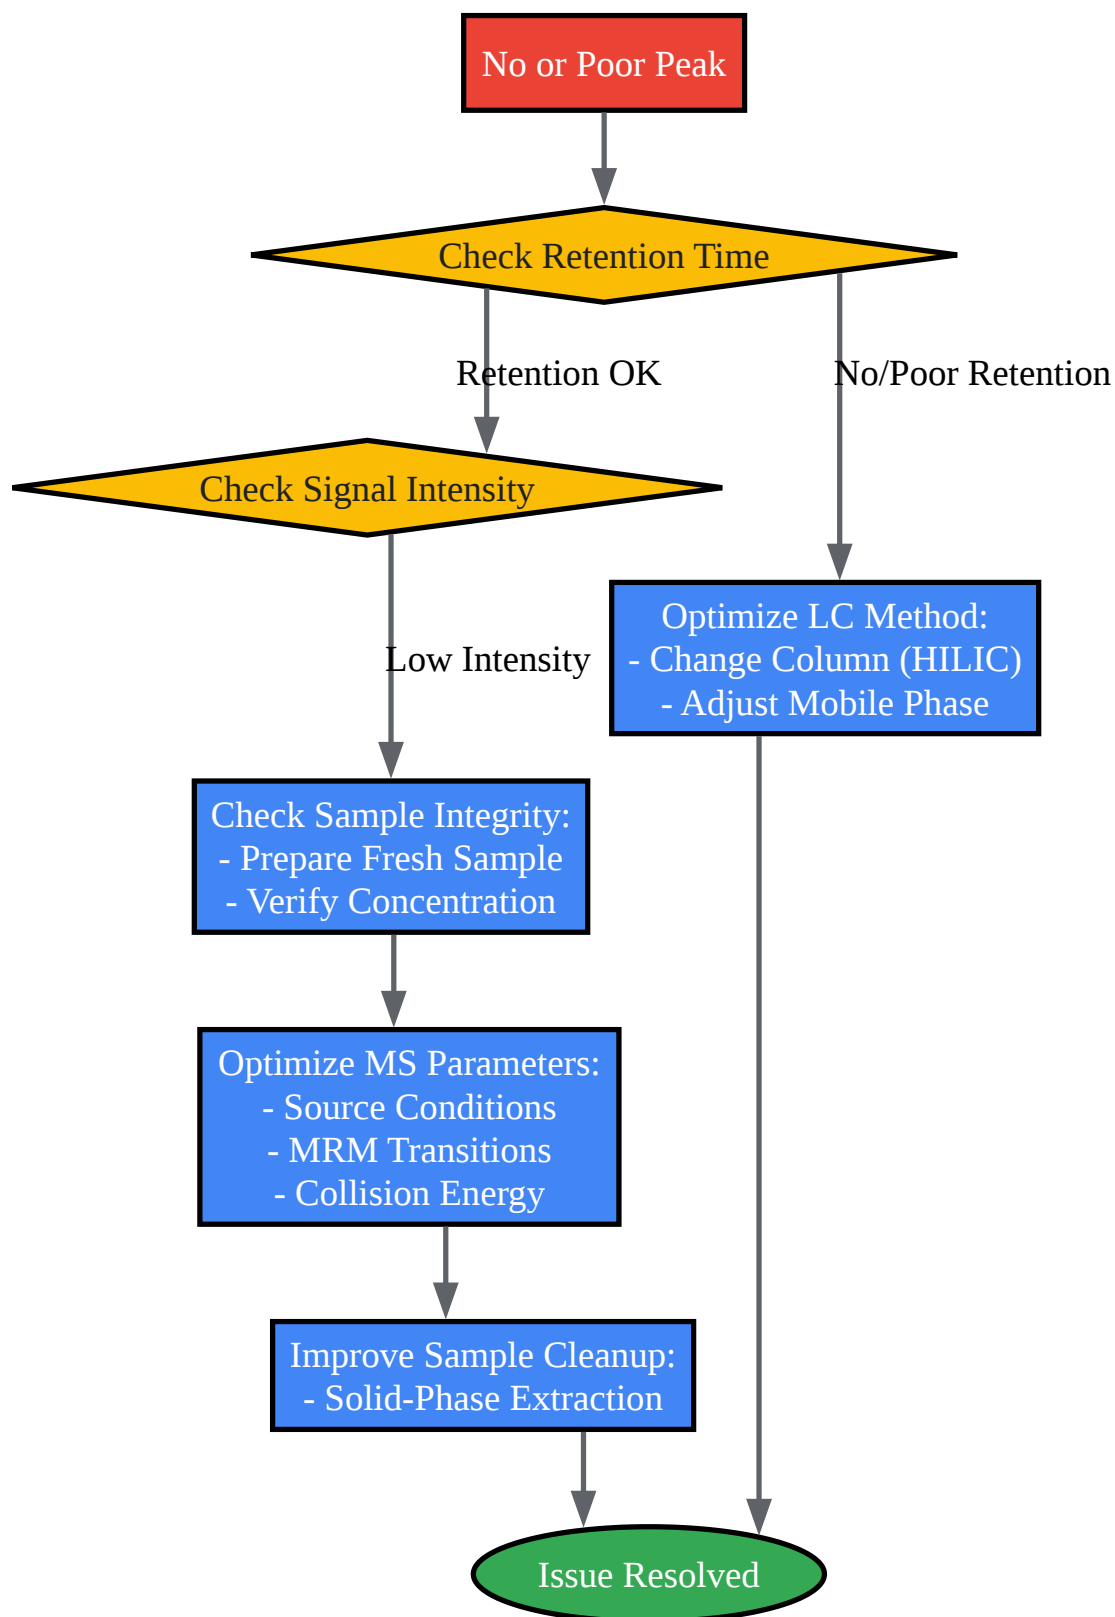 No or Poor Peak
Check Retention Time
Retention OK
No/Poor Retention
Check Signal Intensity
Optimize LC Method:
- Change Column (HILIC)
- Adjust Mobile Phase
Low Intensity
Check Sample Integrity:
- Prepare Fresh Sample
- Verify Concentration
Optimize MS Parameters:
- Source Conditions
- MRM Transitions
- Collision Energy
Improve Sample Cleanup:
- Solid-Phase Extraction
Issue Resolved